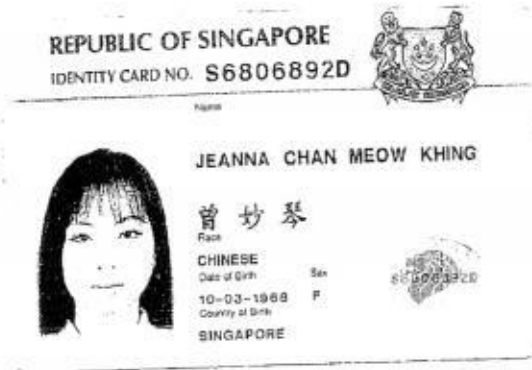 REPUBLIC OF SINGAPORE
IDENTITY CARD NO. S6806892D
Name
JEANNA CHAN MEOW KHING
曾妙琴
Race
CHINESE
Date of Birth Sex
10-03-1968 F
Country of Birth
SINGAPORE